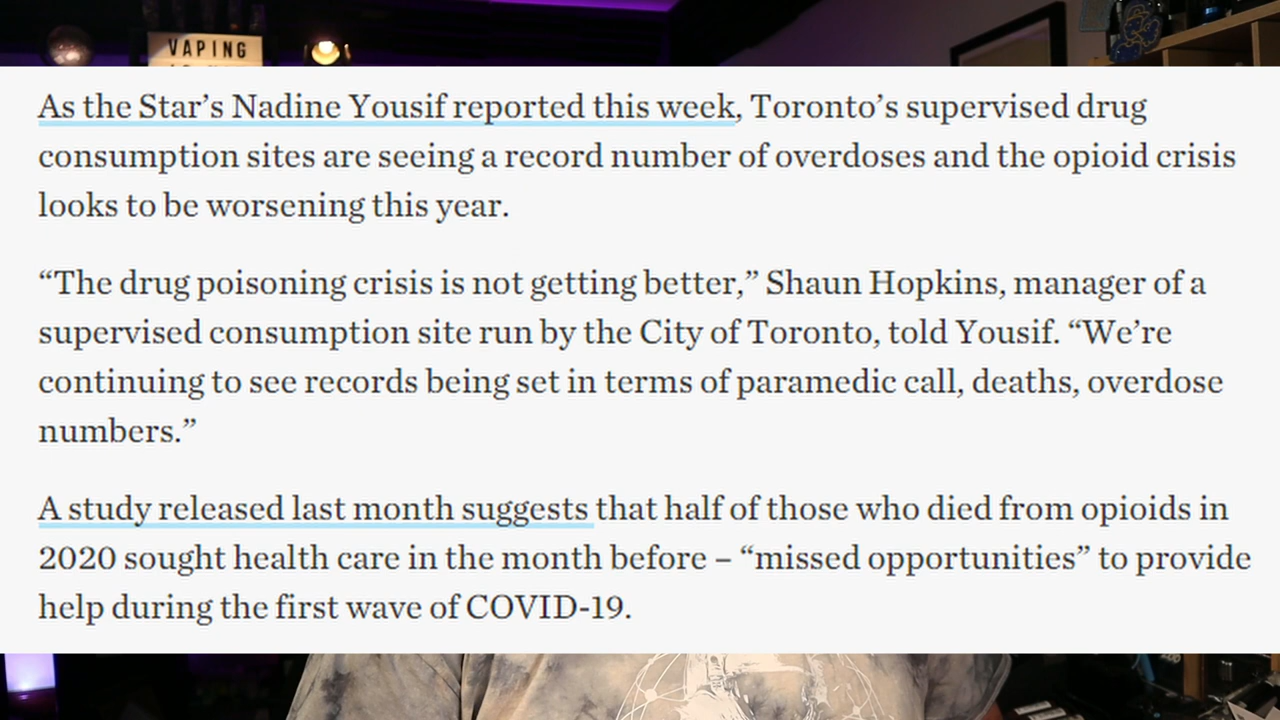 VAPING
As the Star’s Nadine Yousif reported this week, Toronto’s supervised drug
consumption sites are seeing a record number of overdoses and the opioid crisis
looks to be worsening this year.
“The drug poisoning crisis is not getting better,” Shaun Hopkins, manager of a
supervised consumption site run by the City of Toronto, told Yousif. “We’re
continuing to see records being set in terms of paramedic call, deaths, overdose
numbers.”
A study released last month suggests that half of those who died from opioids in
2020 sought health care in the month before – “missed opportunities” to provide
help during the first wave of COVID-19.